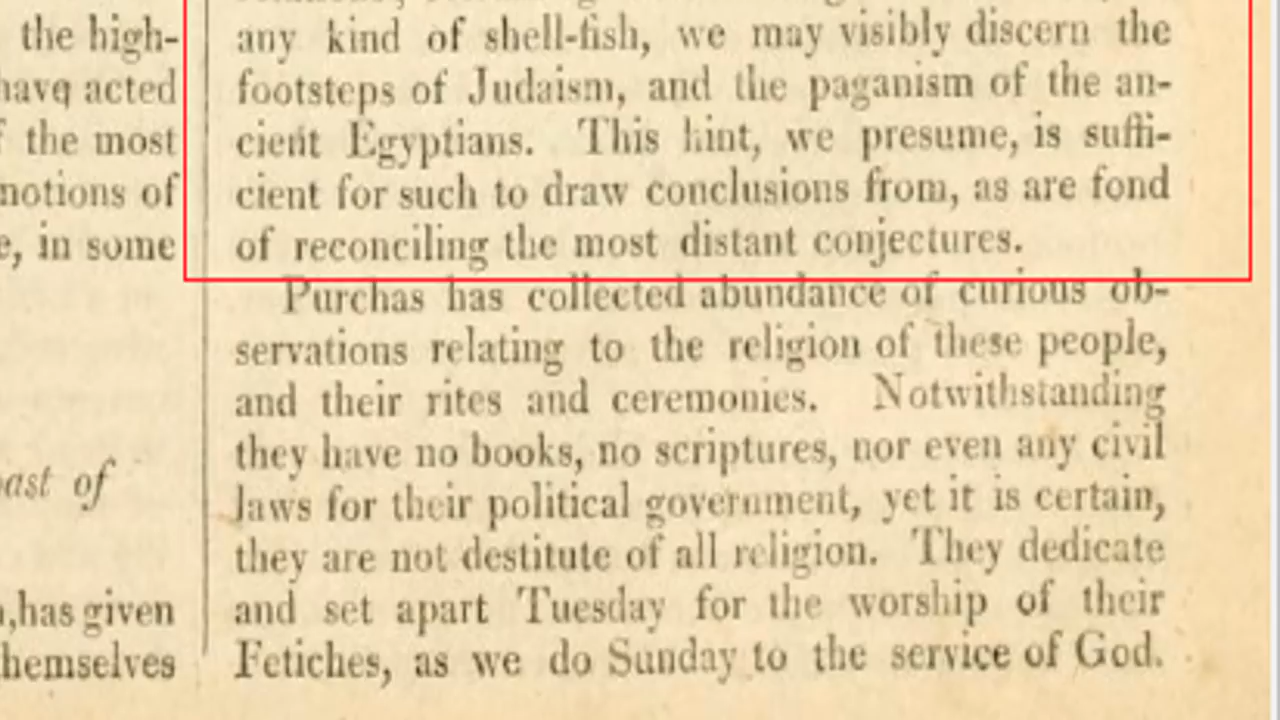 the high-
have acted
the most
notions of
in some
of
has given
themselves
any kind of shell-fish, we may visibly discern the
footsteps of Judaism, and the paganism of the an-
cient Egyptians. This hint, we presume, is suffi-
cient for such to draw conclusions from, as are fond
of reconciling the most distant conjectures.
Purchas has collected abundance of curious ob-
servations relating to the religion of these people,
and their rites and ceremonies. Notwithstanding
they have no books, no scriptures, nor even any civil
laws for their political government, yet it is certain,
they are not destitute of all religion. They dedicate
and set apart Tuesday for the worship of their
Fetiches, as we do Sunday to the service of God.